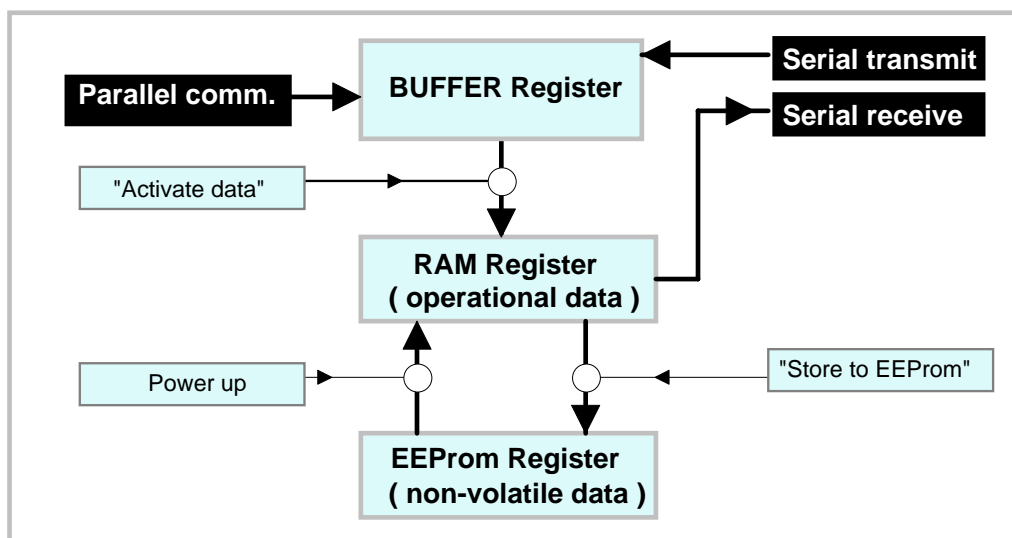 Serial transmit
Parallel comm.
BUFFER Register
Serial receive
"Activate data"
RAM Register
( operational data )
Power up
"Store to EEProm"
EEProm Register
( non-volatile data )